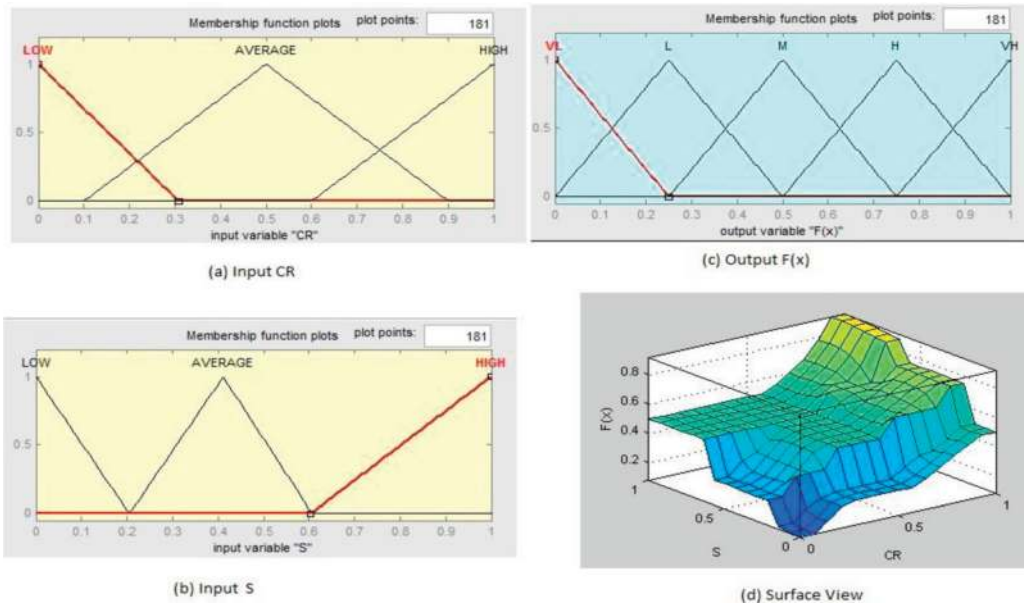 Membership function plots plot points: 181
LOW AVERAGE HIGH
1
0.5
0
0 0.1 0.2 0.3 0.4 0.5 0.6 0.7 0.8 0.9 1
input variable "CR"
(a) Input CR
Membership function plots plot points: 181
VL L M H VH
1
0.5
0
0 0.1 0.2 0.3 0.4 0.5 0.6 0.7 0.8 0.9 1
output variable "F(x)"
(c) Output F(x)
Membership function plots plot points: 181
LOW AVERAGE HIGH
1
0.5
0
0 0.1 0.2 0.3 0.4 0.5 0.6 0.7 0.8 0.9 1
input variable "S"
(b) Input S
0.8
0.6
0.4
0.2
F(x)
1
0.5
0
S
0
0.5
1
CR
(d) Surface View